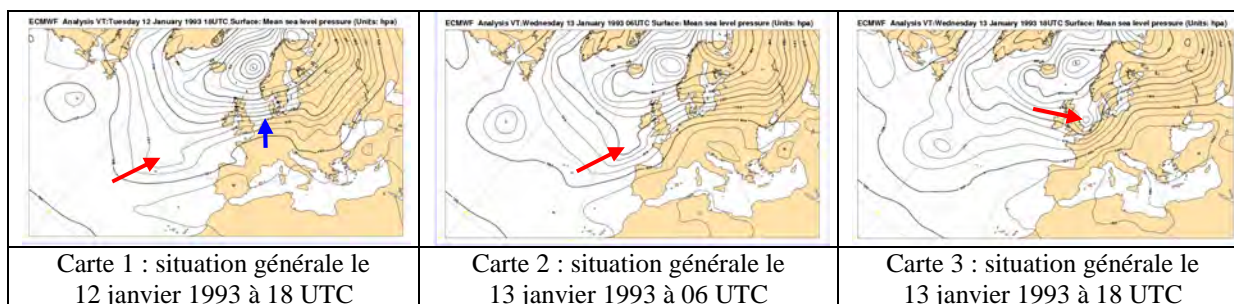 ECMWF Analysis VT:Tuesday 12 January 1993 18UTC Surface: Mean sea level pressure (Units: hpa)
ECMWF Analysis VT:Wednesday 13 January 1993 06UTC Surface: Mean sea level pressure (Units: hpa)
ECMWF Analysis VT:Wednesday 13 January 1993 18UTC Surface: Mean sea level pressure (Units: hpa)
Carte 1 : situation générale le
12 janvier 1993 à 18 UTC
Carte 2 : situation générale le
13 janvier 1993 à 06 UTC
Carte 3 : situation générale le
13 janvier 1993 à 18 UTC